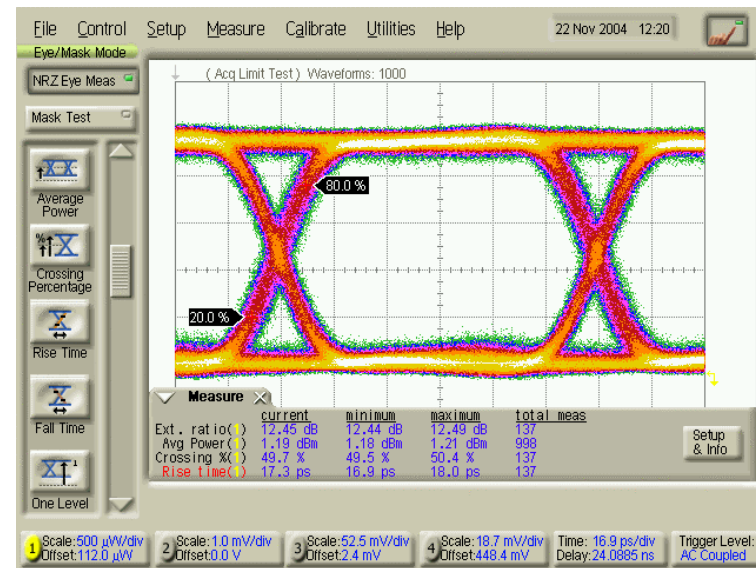 File Control Setup Measure Calibrate Utilities Help 22 Nov 2004 12:20
Eye/Mask Mode
NRZ Eye Meas
( Acq Limit Test ) Waveforms: 1000
Mask Test
Average
Power
80.0 %
Crossing
Percentage
20.0 %
Rise Time
Fall Time
One Level
Measure
current minimum maximum total meas
Ext. ratio(1) 12.45 dB 12.44 dB 12.49 dB 137
Avg Power(1) 1.19 dBm 1.18 dBm 1.21 dBm 998
Crossing %(1) 49.7 % 49.5 % 50.4 % 137
Rise time(1) 17.3 ps 16.9 ps 18.0 ps 137
Setup
& Info
1 Scale:500 µW/div Offset:112.0 µW
2 Scale:1.0 mV/div Offset:0.0 V
3 Scale:52.5 mV/div Offset:2.4 mV
4 Scale:18.7 mV/div Offset:448.4 mV
Time: 16.9 ps/div Delay:24.0885 ns
Trigger Level: AC Coupled